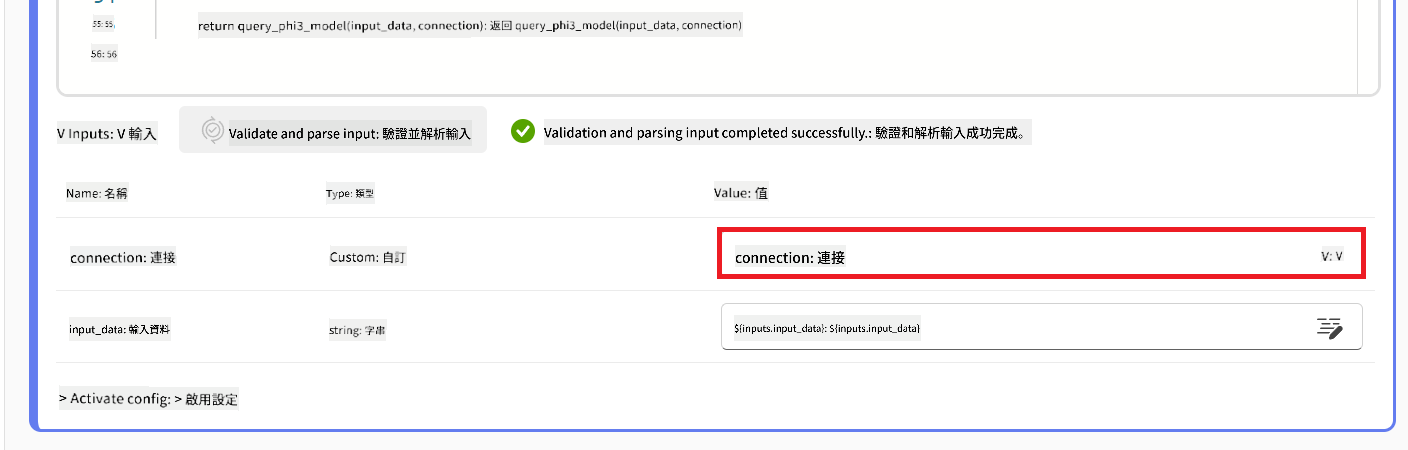 55: 55,
return query_phi3_model(input_data, connection): 返回 query_phi3_model(input_data, connection)
56: 56
V Inputs: V 輸入
Validate and parse input: 驗證並解析輸入
Validation and parsing input completed successfully.: 驗證和解析輸入成功完成。
Name: 名稱
Type: 類型
Value: 值
connection: 連接
Custom: 自訂
connection: 連接
V: V
input_data: 輸入資料
string: 字串
${inputs.input_data}: ${inputs.input_data}
> Activate config: > 啟用設定